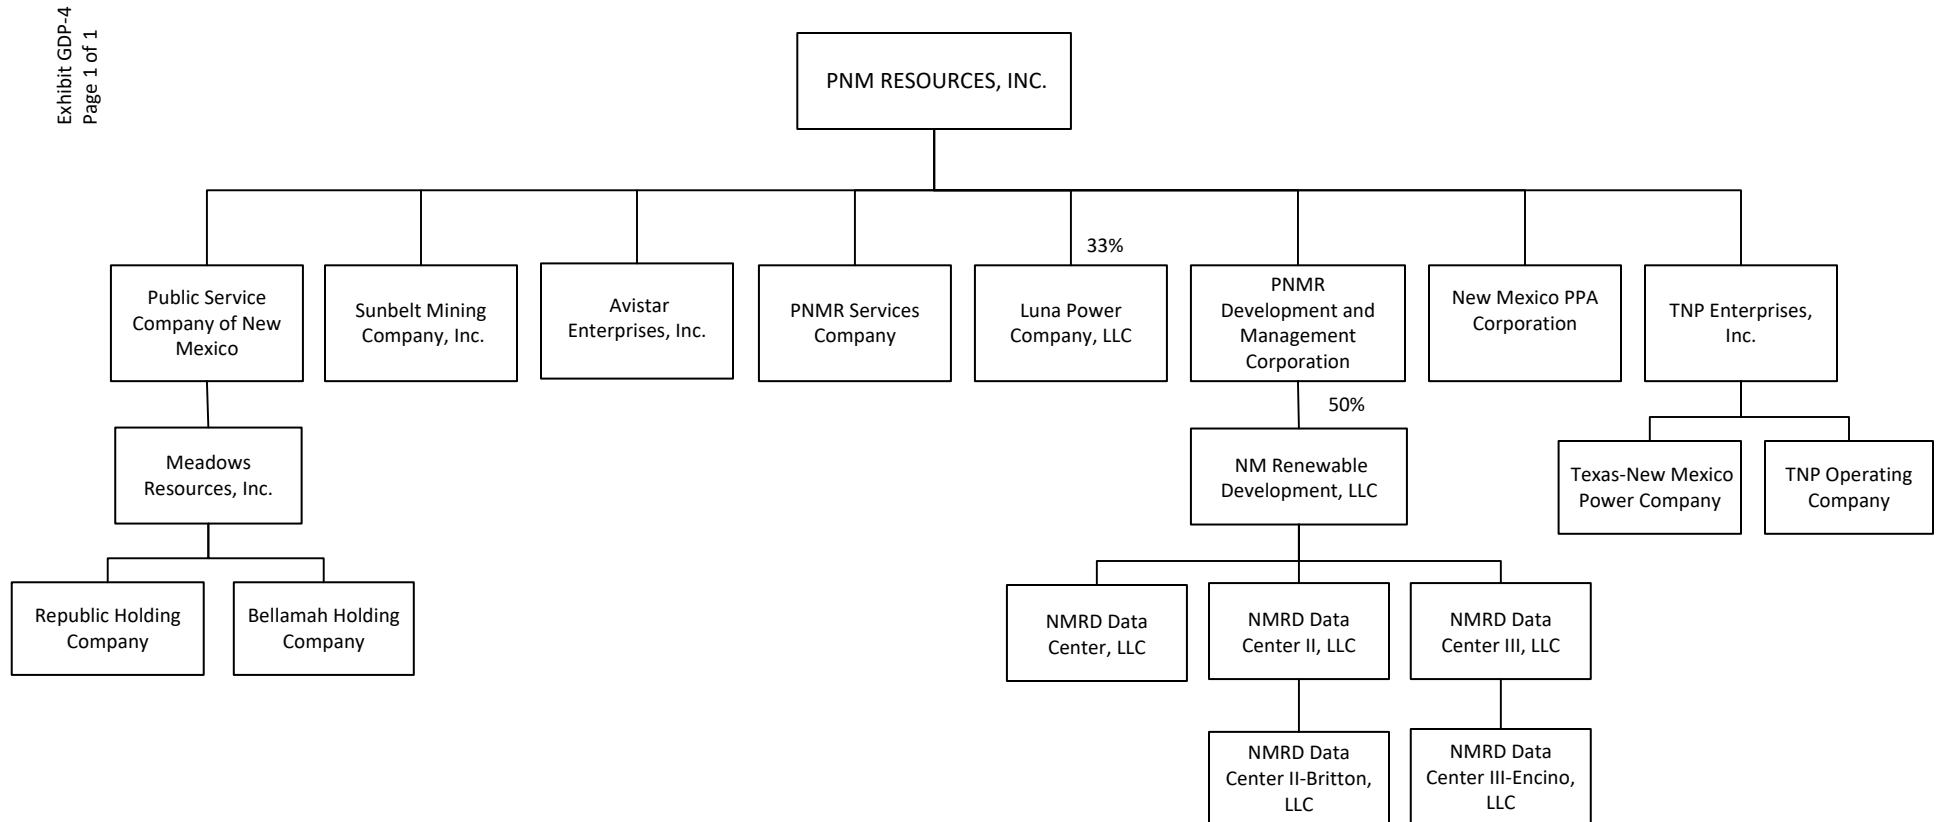 Exhibit GDP-4
Page 1 of 1
PNM RESOURCES, INC.
33%
Public Service
Company of New
Mexico
Sunbelt Mining
Company, Inc.
Avistar
Enterprises, Inc.
PNMR Services
Company
Luna Power
Company, LLC
PNMR
Development and
Management
Corporation
New Mexico PPA
Corporation
TNP Enterprises,
Inc.
50%
Meadows
Resources, Inc.
NM Renewable
Development, LLC
Texas-New Mexico
Power Company
TNP Operating
Company
Republic Holding
Company
Bellamah Holding
Company
NMRD Data
Center, LLC
NMRD Data
Center II, LLC
NMRD Data
Center III, LLC
NMRD Data
Center II-Britton,
LLC
NMRD Data
Center III-Encino,
LLC